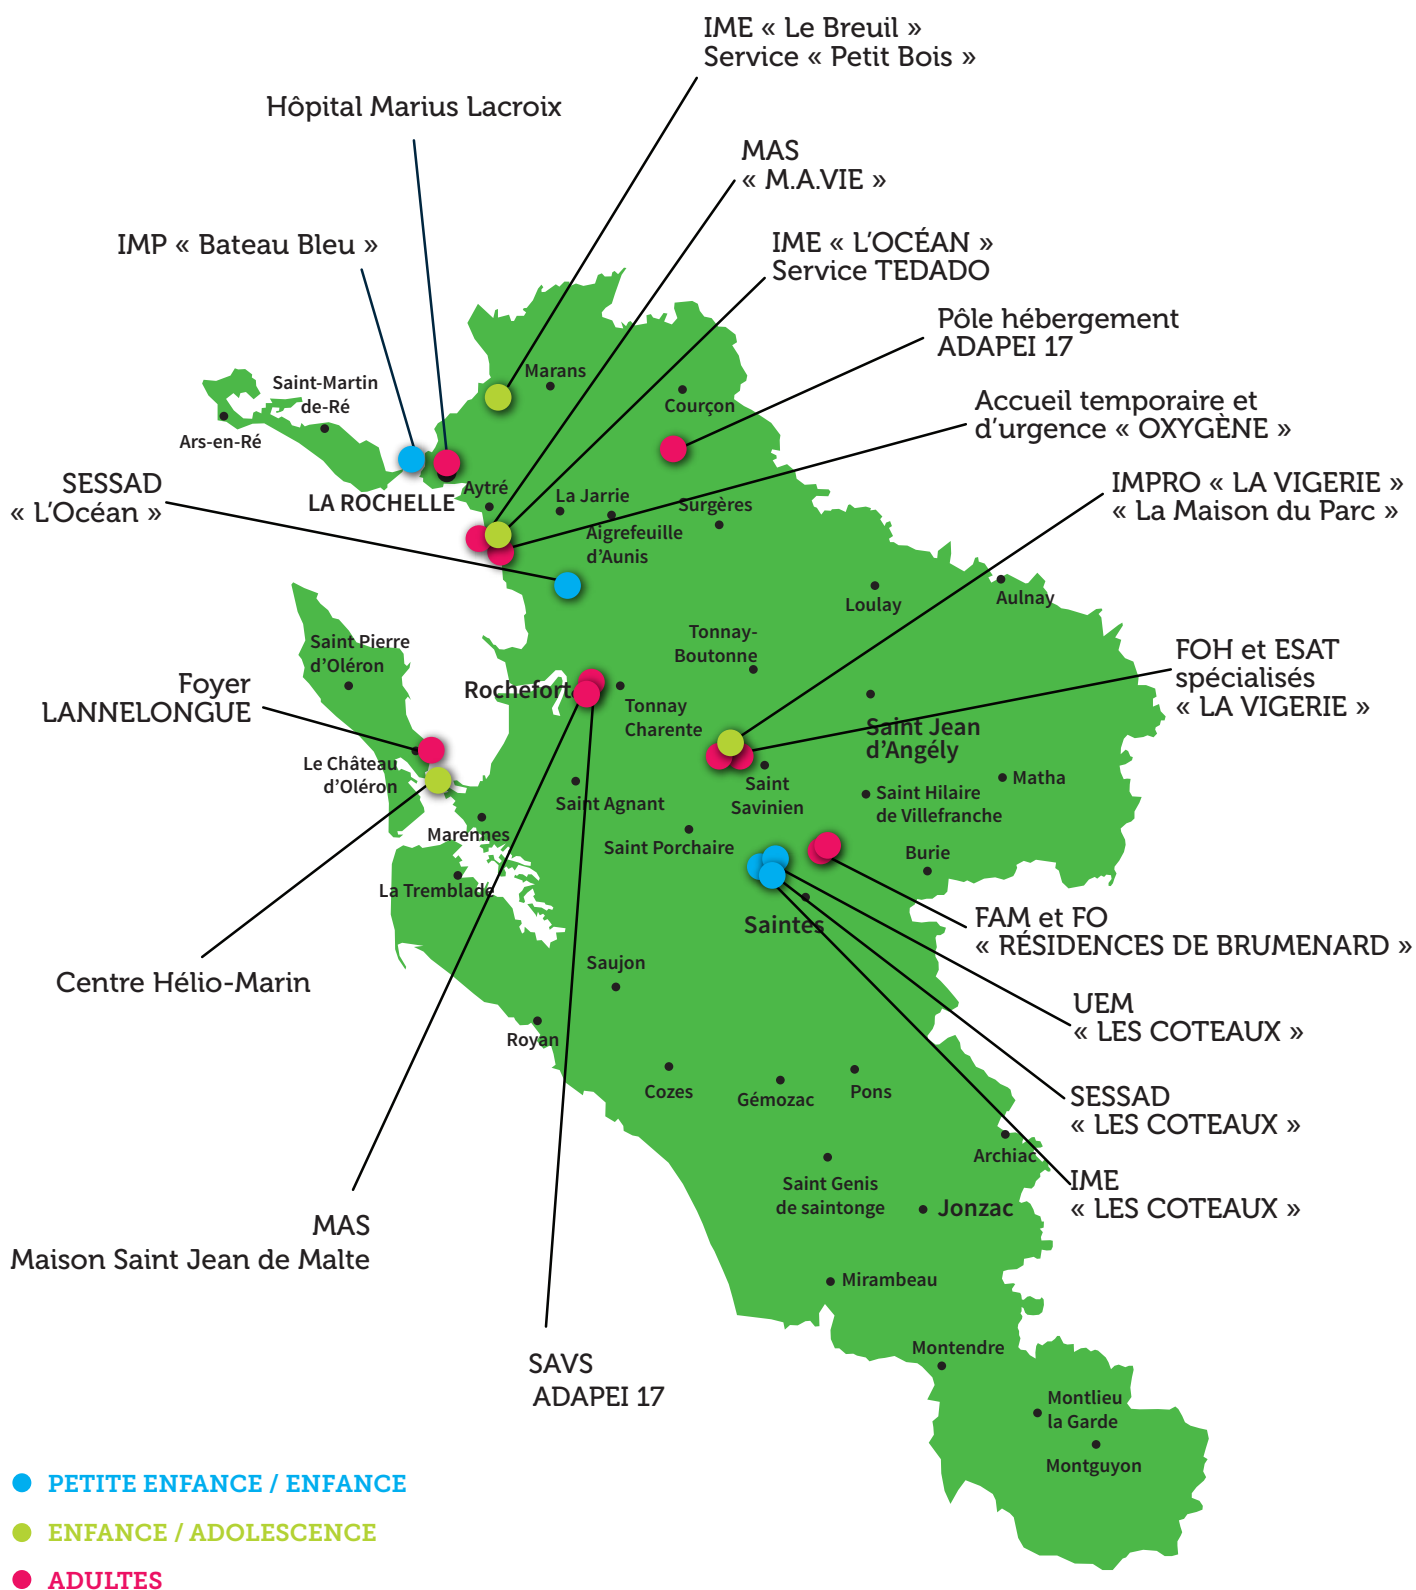 IME « Le Breuil »
Service « Petit Bois »
Hôpital Marius Lacroix
MAS
« M.A.VIE »
IMP « Bateau Bleu »
IME « L'OCÉAN »
Service TEDADO
Pôle hébergement
ADAPEI 17
Accueil temporaire et
d'urgence « OXYGÈNE »
SESSAD
« L'Océan »
IMPRO « LA VIGERIE »
« La Maison du Parc »
FOH et ESAT
spécialisés
« LA VIGERIE »
Foyer
LANNELONGUE
Centre Hélio-Marin
FAM et FO
« RÉSIDENCES DE BRUMENARD »
UEM
« LES COTEAUX »
SESSAD
« LES COTEAUX »
IME
« LES COTEAUX »
MAS
Maison Saint Jean de Malte
SAVS
ADAPEI 17
Marans
Saint-Martin
de-Ré
Courçon
Ars-en-Ré
LA ROCHELLE
Aytré
La Jarrie
Surgères
Aigrefeuille
d'Aunis
Loulay
Aulnay
Saint Pierre
d'Oléron
Tonnay-
Boutonne
Rochefort
Tonnay
Charente
Saint Jean
d'Angély
Le Château
d'Oléron
Saint
Savinien
Matha
Saint Agnant
Saint Hilaire
de Villefranche
Marennes
Saint Porchaire
Burie
La Tremblade
Saintes
Saujon
Royan
Cozes
Gémozac
Pons
Archiac
Saint Genis
de saintonge
Jonzac
Mirambeau
Montendre
Montlieu
la Garde
Montguyon
PETITE ENFANCE / ENFANCE
ENFANCE / ADOLESCENCE
ADULTES